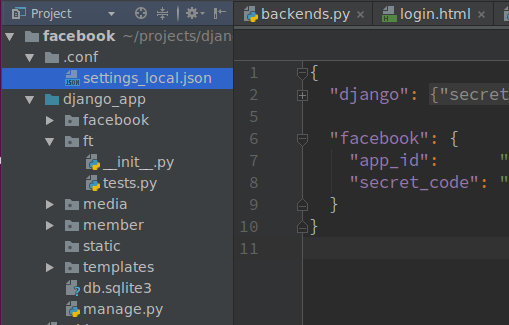 Project
backends.py
login.html
facebook ~/projects/djan
.conf
settings_local.json
django_app
facebook
ft
__init__.py
tests.py
media
member
static
templates
db.sqlite3
manage.py
1 {
2 "django": {"secret
6 "facebook": {
7 "app_id": "
8 "secret_code": "
9 }
10 }
11